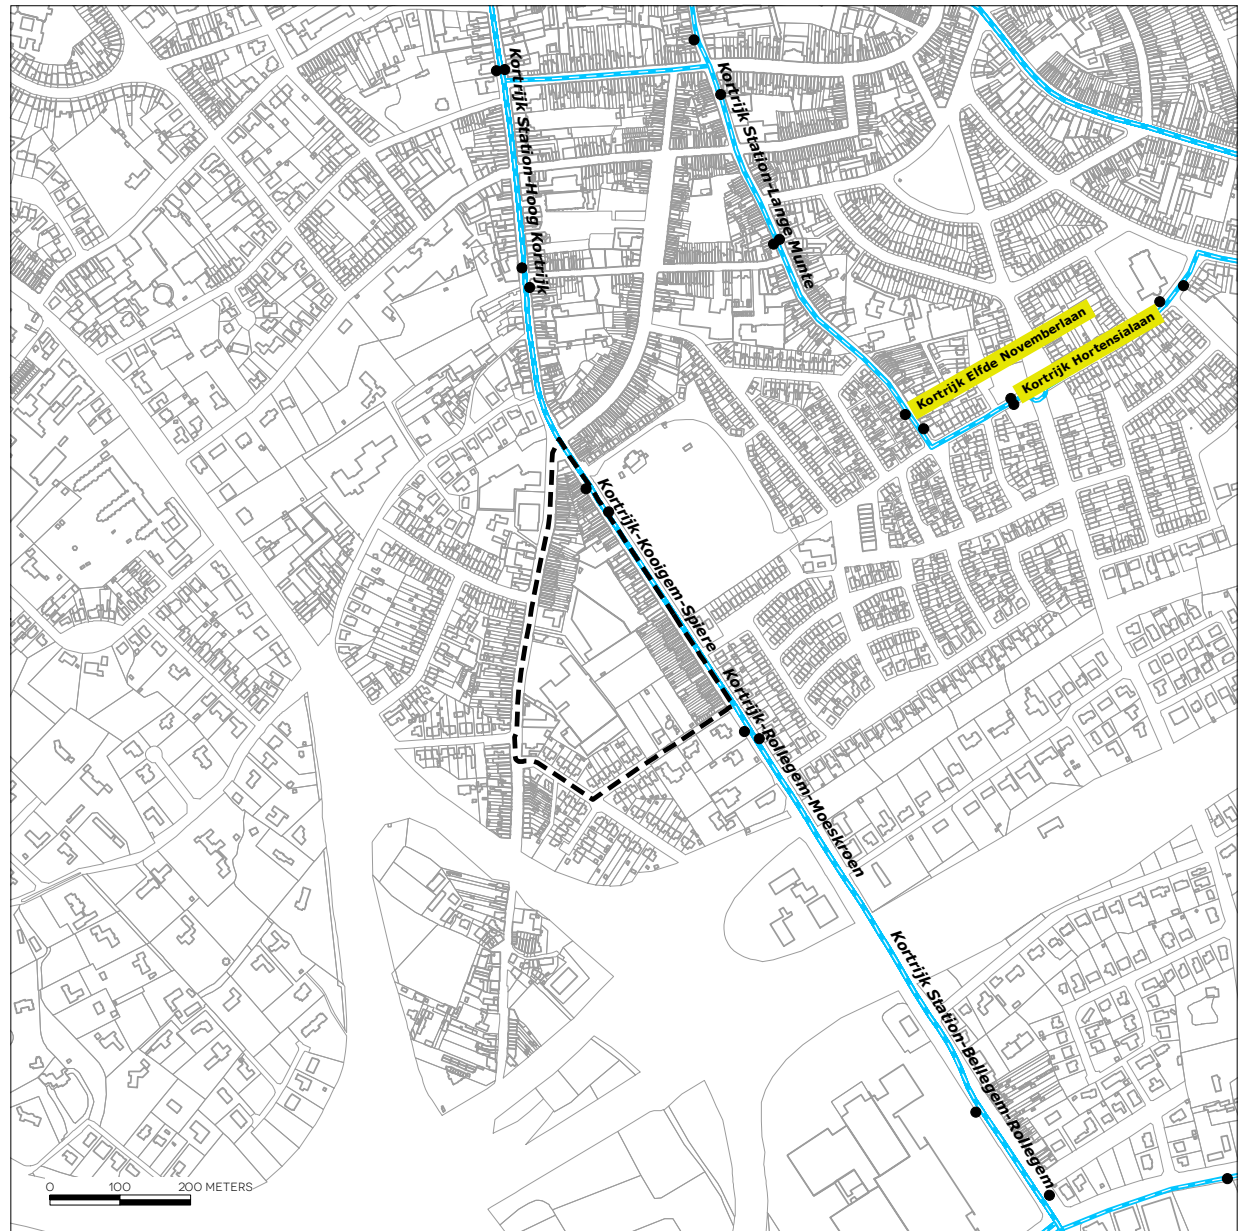 Kortrijk Station-Hoog Kortrijk
Kortrijk Station-Lange Munte
Kortrijk Elfde Novemberlaan
Kortrijk Hortensialaan
Kortrijk-Kooigem-Spiere
Kortrijk-Rollegem-Moeskroen
Kortrijk Station-Bellegem-Rollegem
0 100 200 METERS